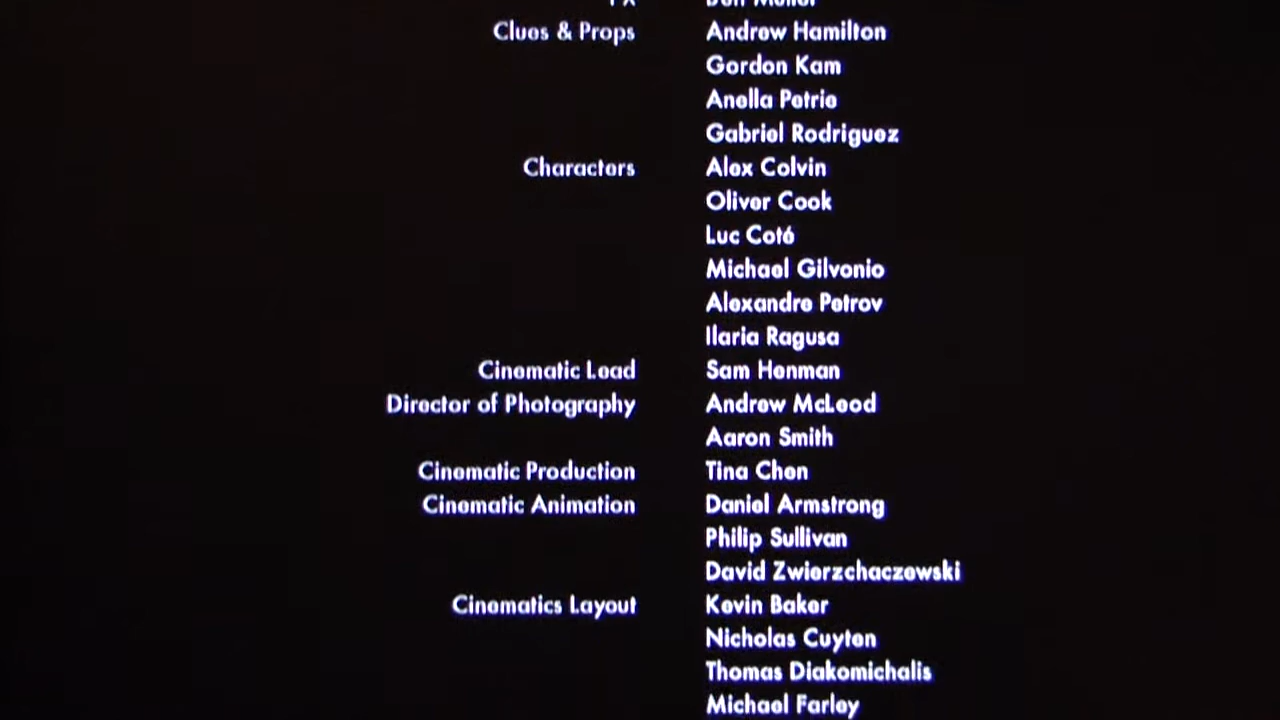 Clues & Props Andrew Hamilton
Gordon Kam
Anella Petrie
Gabriel Rodriguez
Characters Alex Colvin
Oliver Cook
Luc Coté
Michael Gilvonio
Alexandre Petrov
Ilaria Ragusa
Cinematic Lead Sam Henman
Director of Photography Andrew McLeod
Aaron Smith
Cinematic Production Tina Chen
Cinematic Animation Daniel Armstrong
Philip Sullivan
David Zwierzchaczewski
Cinematics Layout Kevin Baker
Nicholas Cuyten
Thomas Diakomichalis
Michael Farley